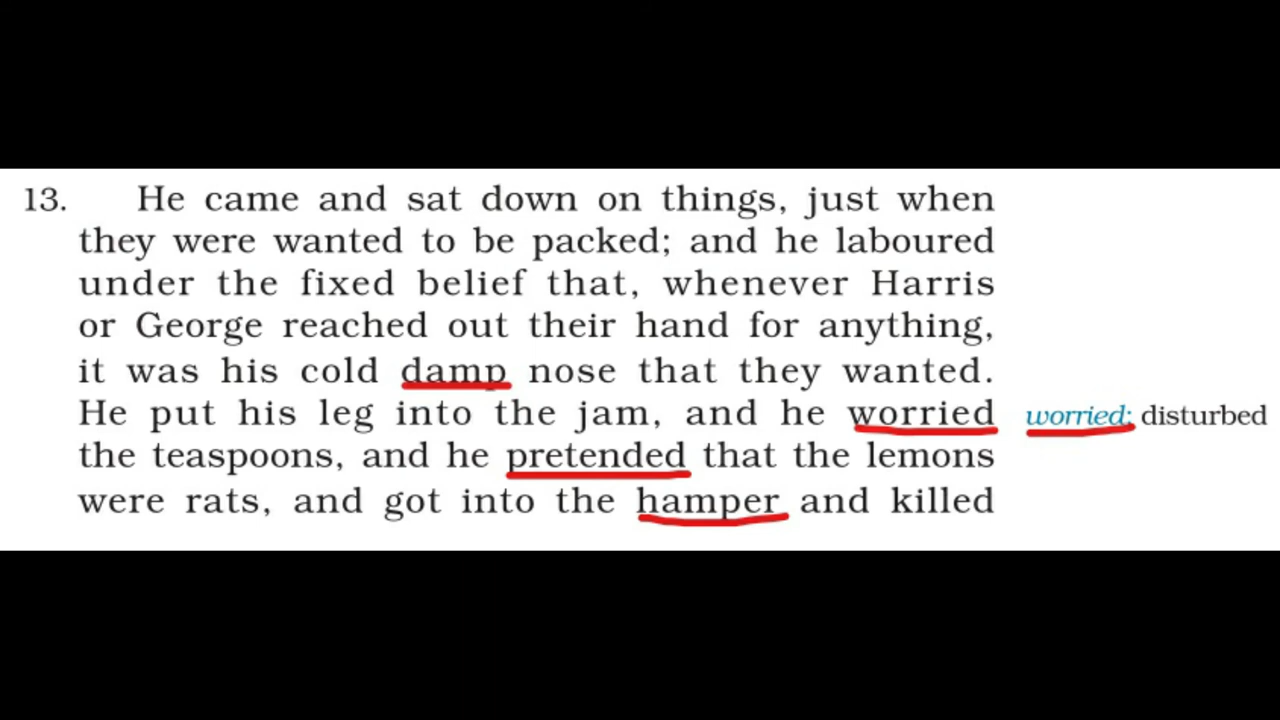 13. He came and sat down on things, just when
they were wanted to be packed; and he laboured
under the fixed belief that, whenever Harris
or George reached out their hand for anything,
it was his cold damp nose that they wanted.
He put his leg into the jam, and he worried worried: disturbed
the teaspoons, and he pretended that the lemons
were rats, and got into the hamper and killed